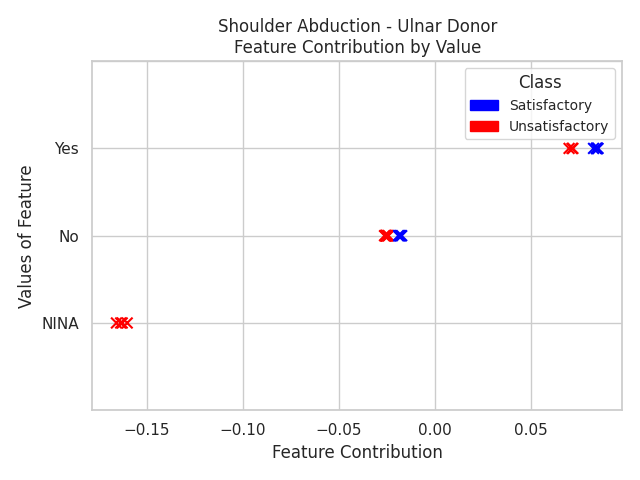 Shoulder Abduction - Ulnar Donor
Feature Contribution by Value
Class
Satisfactory
Unsatisfactory
Values of Feature
Yes
No
NINA
−0.15 −0.10 −0.05 0.00 0.05
Feature Contribution